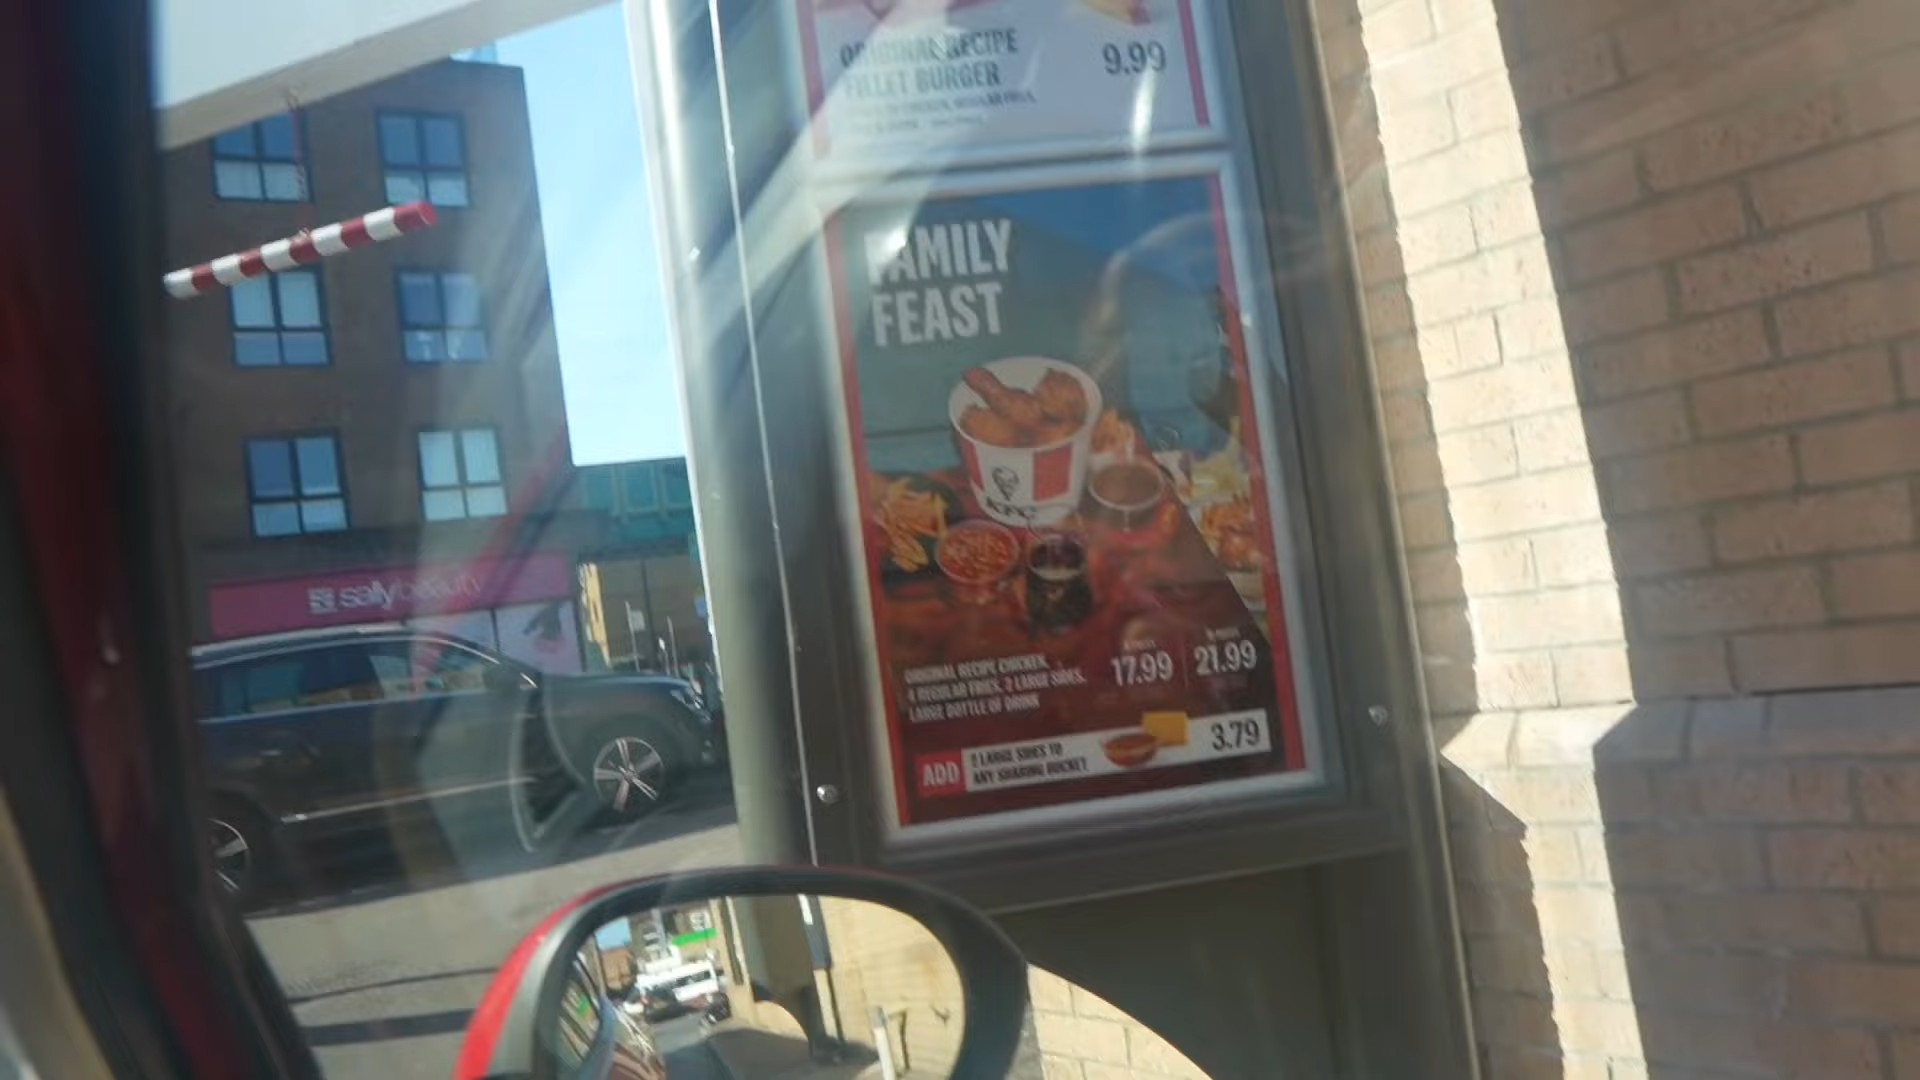 ORIGINAL RECIPE
FILLET BURGER
9.99
FAMILY
FEAST
KFC
ORIGINAL RECIPE CHICKEN,
4 REGULAR FRIES, 2 LARGE SIDES,
LARGE BOTTLE OF DRINK
17.99
21.99
ADD
2 LARGE SIDES TO
ANY SHARING BUCKET
3.79
sallybeauty